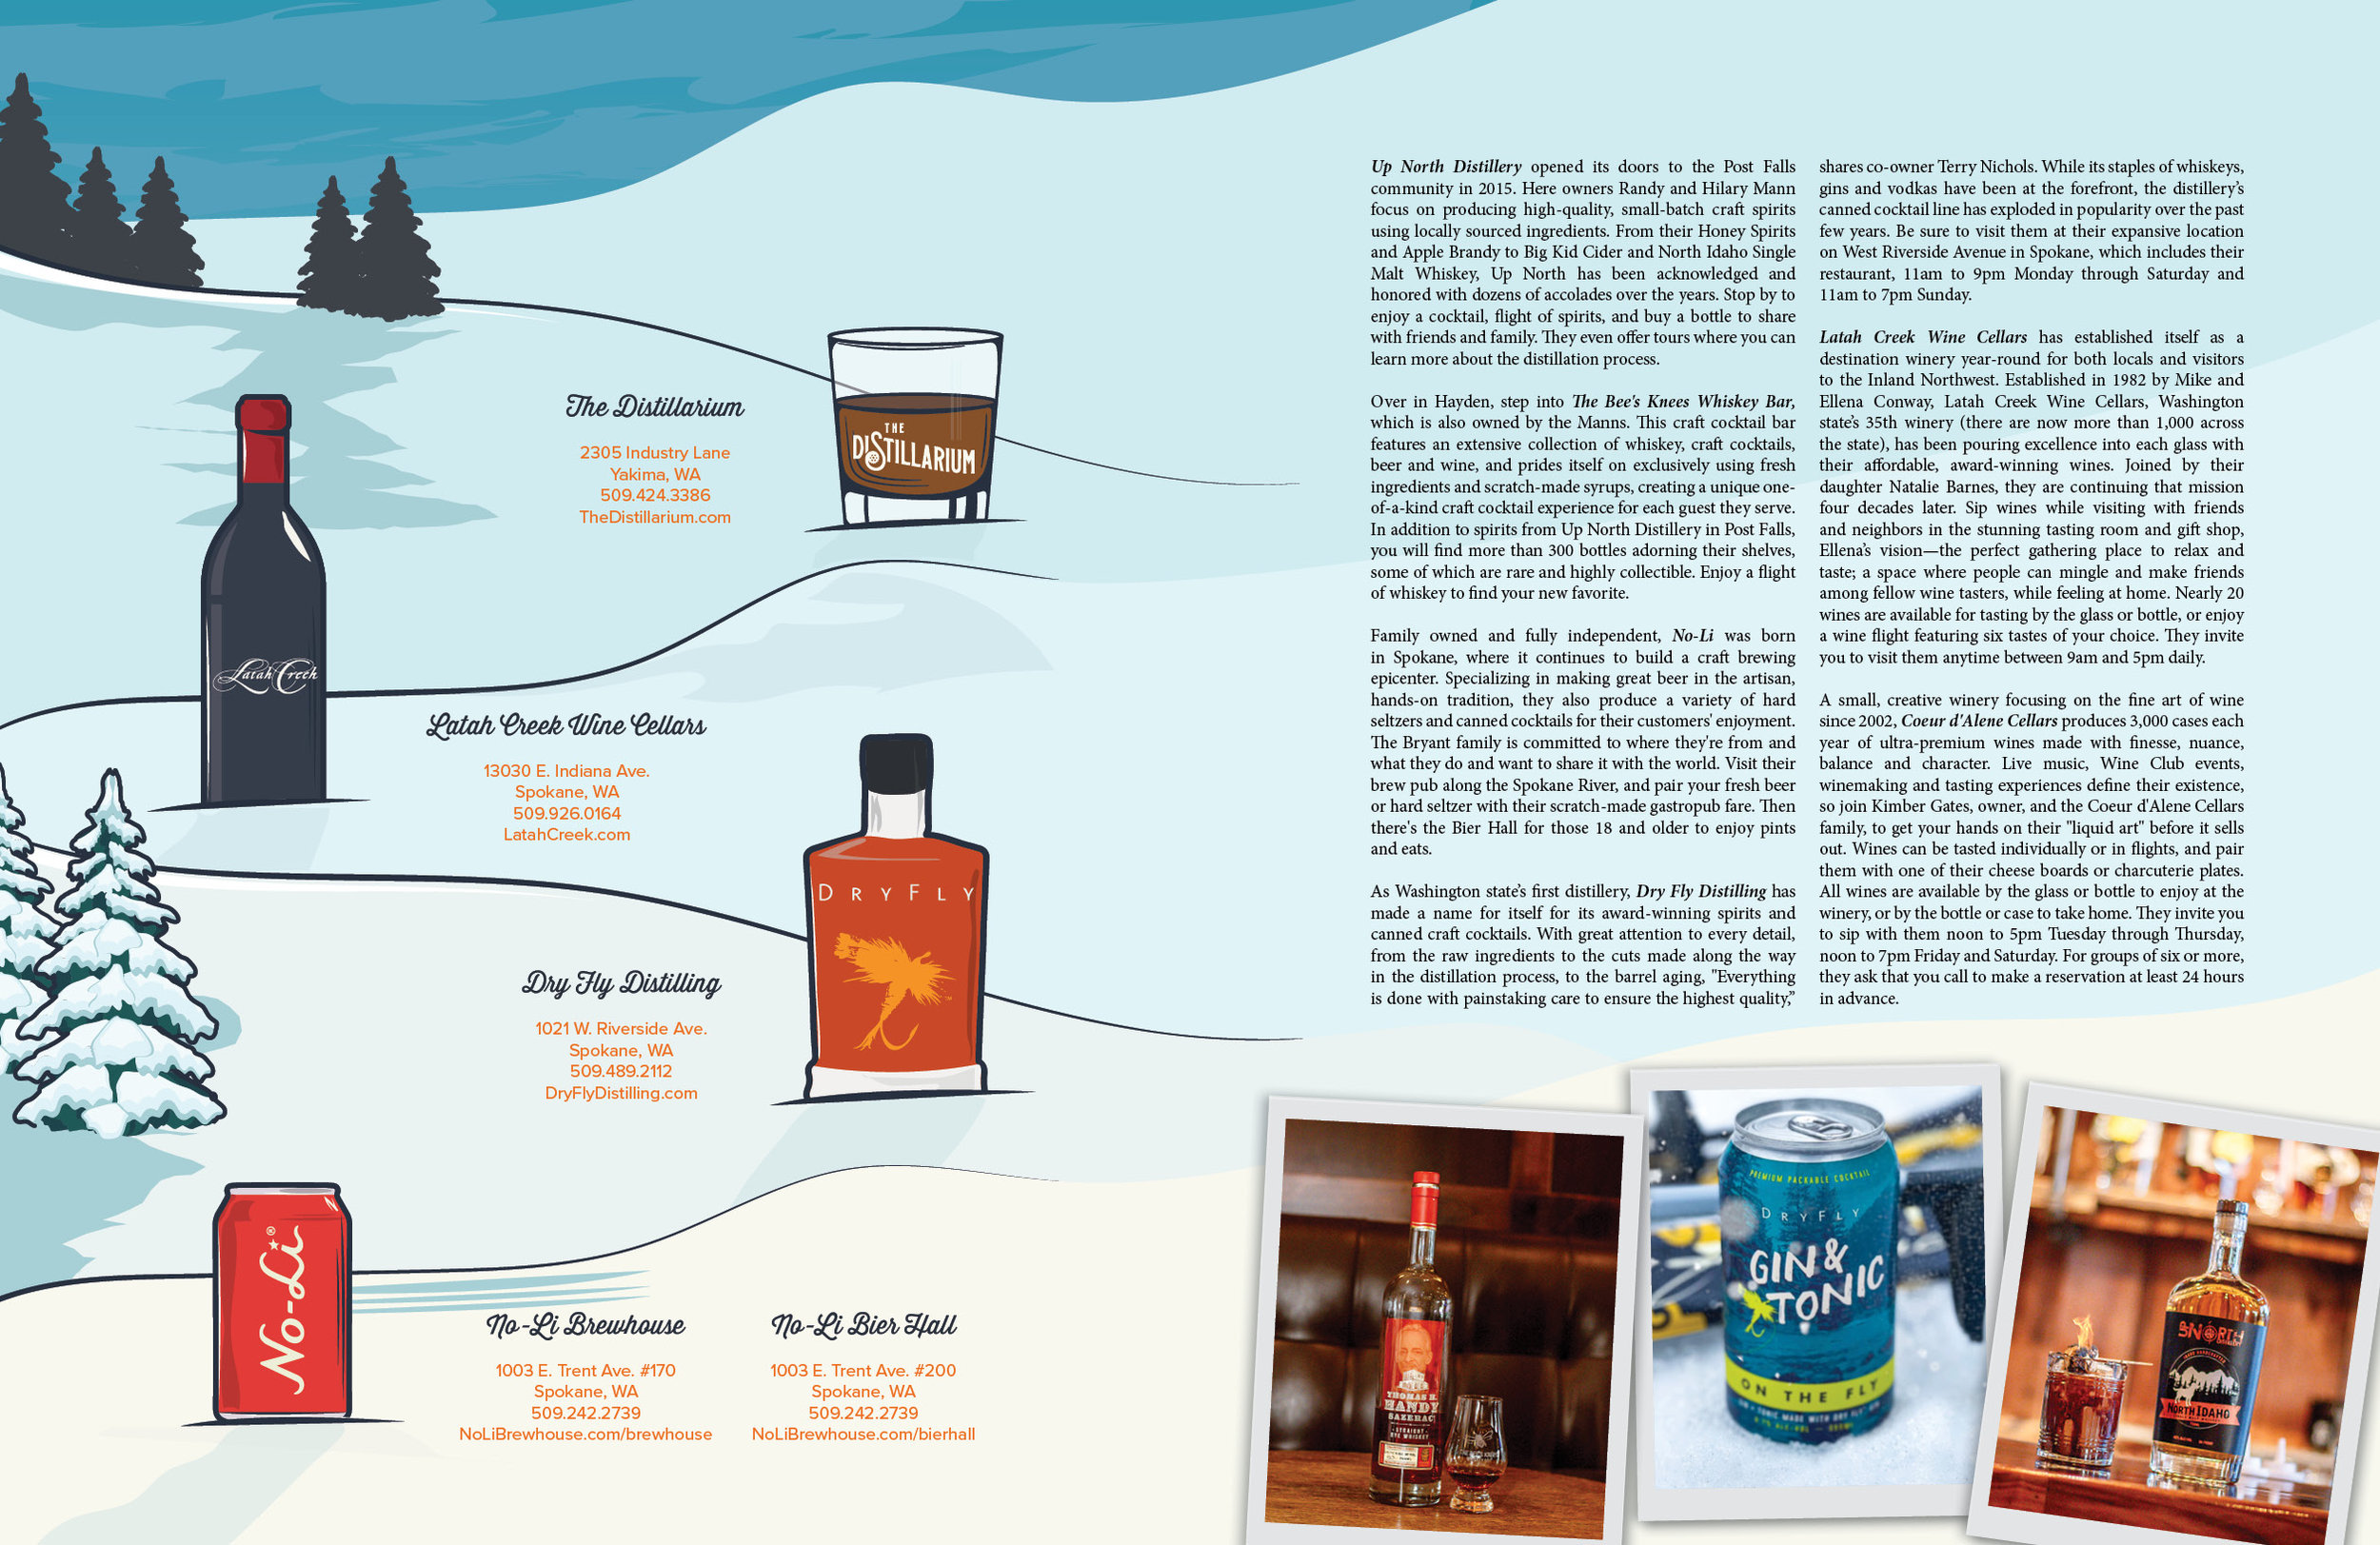 The Distillarium
2305 Industry Lane
Yakima, WA
509.424.3386
TheDistillarium.com
THE
DISTILLARIUM
Latah Creek
Latah Creek Wine Cellars
13030 E. Indiana Ave.
Spokane, WA
509.926.0164
LatahCreek.com
DRY FLY
Dry Fly Distilling
1021 W. Riverside Ave.
Spokane, WA
509.489.2112
DryFlyDistilling.com
No-Li®
No-Li Brewhouse
1003 E. Trent Ave. #170
Spokane, WA
509.242.2739
NoLiBrewhouse.com/brewhouse
No-Li Bier Hall
1003 E. Trent Ave. #200
Spokane, WA
509.242.2739
NoLiBrewhouse.com/bierhall
Up North Distillery opened its doors to the Post Falls
community in 2015. Here owners Randy and Hilary Mann
focus on producing high-quality, small-batch craft spirits
using locally sourced ingredients. From their Honey Spirits
and Apple Brandy to Big Kid Cider and North Idaho Single
Malt Whiskey, Up North has been acknowledged and
honored with dozens of accolades over the years. Stop by to
enjoy a cocktail, flight of spirits, and buy a bottle to share
with friends and family. They even offer tours where you can
learn more about the distillation process.
Over in Hayden, step into The Bee's Knees Whiskey Bar,
which is also owned by the Manns. This craft cocktail bar
features an extensive collection of whiskey, craft cocktails,
beer and wine, and prides itself on exclusively using fresh
ingredients and scratch-made syrups, creating a unique one-
of-a-kind craft cocktail experience for each guest they serve.
In addition to spirits from Up North Distillery in Post Falls,
you will find more than 300 bottles adorning their shelves,
some of which are rare and highly collectible. Enjoy a flight
of whiskey to find your new favorite.
Family owned and fully independent, No-Li was born
in Spokane, where it continues to build a craft brewing
epicenter. Specializing in making great beer in the artisan,
hands-on tradition, they also produce a variety of hard
seltzers and canned cocktails for their customers' enjoyment.
The Bryant family is committed to where they're from and
what they do and want to share it with the world. Visit their
brew pub along the Spokane River, and pair your fresh beer
or hard seltzer with their scratch-made gastropub fare. Then
there's the Bier Hall for those 18 and older to enjoy pints
and eats.
As Washington state's first distillery, Dry Fly Distilling has
made a name for itself for its award-winning spirits and
canned craft cocktails. With great attention to every detail,
from the raw ingredients to the cuts made along the way
in the distillation process, to the barrel aging, "Everything
is done with painstaking care to ensure the highest quality,”
shares co-owner Terry Nichols. While its staples of whiskeys,
gins and vodkas have been at the forefront, the distillery's
canned cocktail line has exploded in popularity over the past
few years. Be sure to visit them at their expansive location
on West Riverside Avenue in Spokane, which includes their
restaurant, 11am to 9pm Monday through Saturday and
11am to 7pm Sunday.
Latah Creek Wine Cellars has established itself as a
destination winery year-round for both locals and visitors
to the Inland Northwest. Established in 1982 by Mike and
Ellena Conway, Latah Creek Wine Cellars, Washington
state's 35th winery (there are now more than 1,000 across
the state), has been pouring excellence into each glass with
their affordable, award-winning wines. Joined by their
daughter Natalie Barnes, they are continuing that mission
four decades later. Sip wines while visiting with friends
and neighbors in the stunning tasting room and gift shop,
Ellena's vision—the perfect gathering place to relax and
taste; a space where people can mingle and make friends
among fellow wine tasters, while feeling at home. Nearly 20
wines are available for tasting by the glass or bottle, or enjoy
a wine flight featuring six tastes of your choice. They invite
you to visit them anytime between 9am and 5pm daily.
A small, creative winery focusing on the fine art of wine
since 2002, Coeur d'Alene Cellars produces 3,000 cases each
year of ultra-premium wines made with finesse, nuance,
balance and character. Live music, Wine Club events,
winemaking and tasting experiences define their existence,
so join Kimber Gates, owner, and the Coeur d'Alene Cellars
family, to get your hands on their "liquid art" before it sells
out. Wines can be tasted individually or in flights, and pair
them with one of their cheese boards or charcuterie plates.
All wines are available by the glass or bottle to enjoy at the
winery, or by the bottle or case to take home. They invite you
to sip with them noon to 5pm Tuesday through Thursday,
noon to 7pm Friday and Saturday. For groups of six or more,
they ask that you call to make a reservation at least 24 hours
in advance.
THOMAS H.
HANDY
SAZERAC
STRAIGHT
RYE WHISKEY
PREMIUM PACKABLE COCKTAIL
DRY FLY
GIN &
TONIC
ON THE FLY
NORTH
NORTH IDAHO